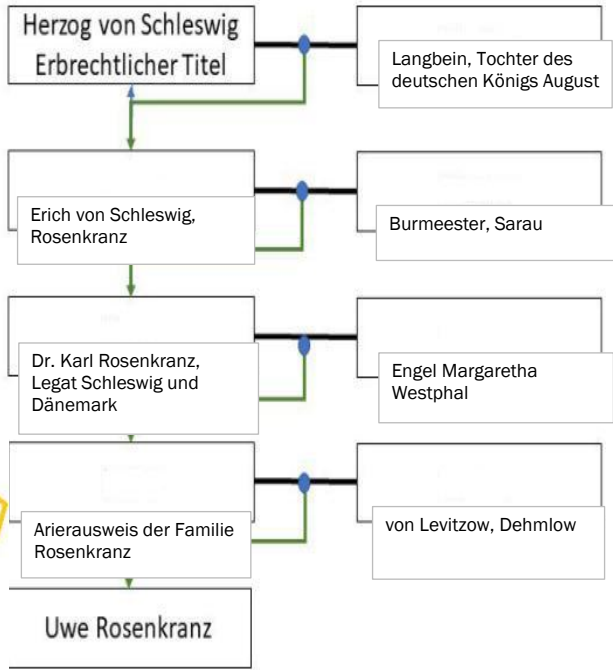 Herzog von Schleswig
Erbrechtlicher Titel
Langbein, Tochter des
deutschen Königs August
Erich von Schleswig,
Rosenkranz
Burmeester, Sarau
Dr. Karl Rosenkranz,
Legat Schleswig und
Dänemark
Engel Margaretha
Westphal
Arierausweis der Familie
Rosenkranz
von Levitzow, Dehmlow
Uwe Rosenkranz